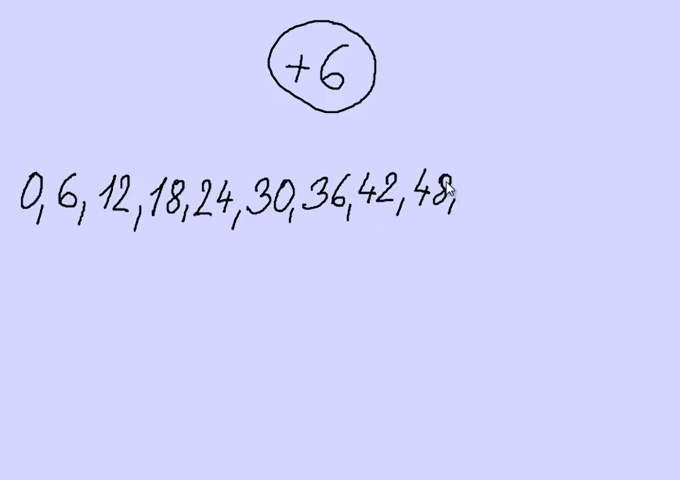 +6
0, 6, 12, 18, 24, 30, 36, 42, 48,